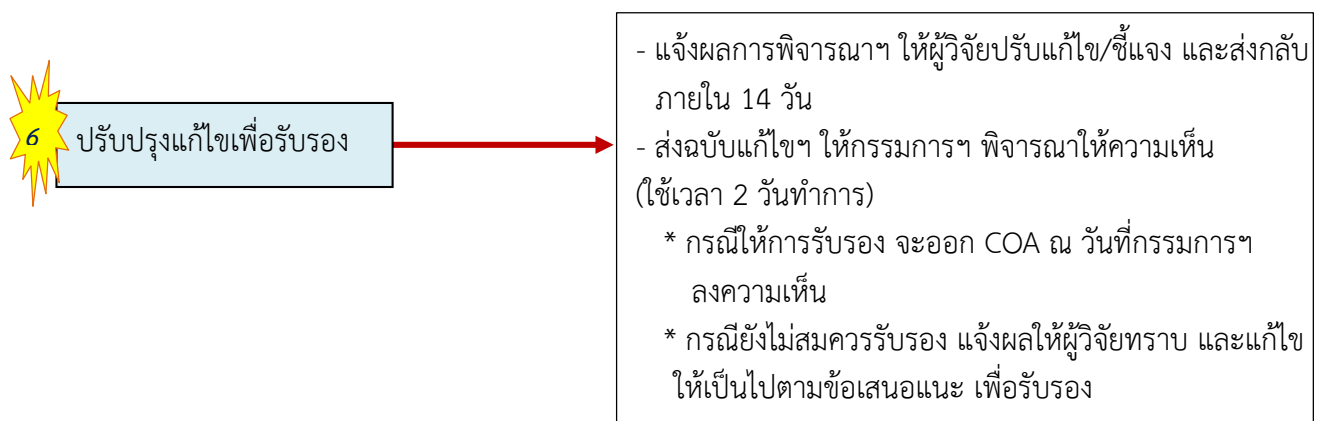 6
ปรับปรุงแก้ไขเพื่อรับรอง
- แจ้งผลการพิจารณาฯ ให้ผู้วิจัยปรับแก้ไข/ชี้แจง และส่งกลับ
ภายใน 14 วัน
- ส่งฉบับแก้ไขฯ ให้กรรมการฯ พิจารณาให้ความเห็น
(ใช้เวลา 2 วันทำการ)
* กรณีให้การรับรอง จะออก COA ณ วันที่กรรมการฯ
ลงความเห็น
* กรณียังไม่สมควรรับรอง แจ้งผลให้ผู้วิจัยทราบ และแก้ไข
ให้เป็นไปตามข้อเสนอแนะ เพื่อรับรอง